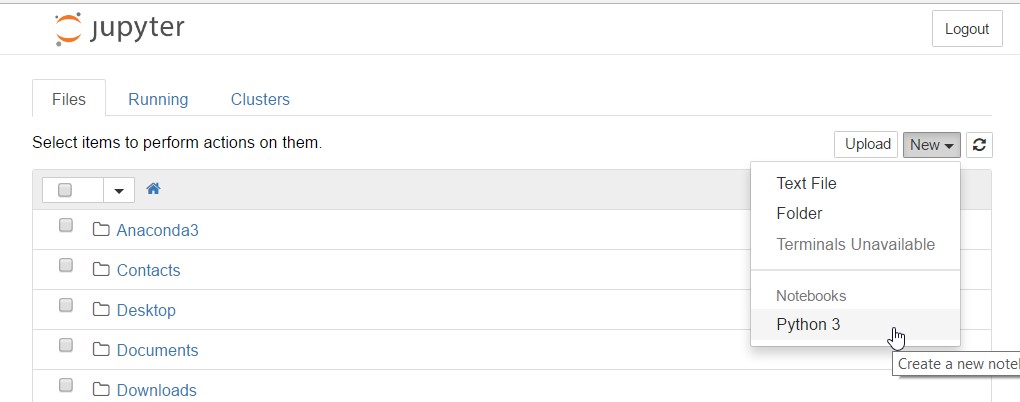 jupyter
Logout
Files
Running
Clusters
Select items to perform actions on them.
Upload
New
Text File
Folder
Terminals Unavailable
Notebooks
Python 3
Create a new
Anaconda3
Contacts
Desktop
Documents
Downloads